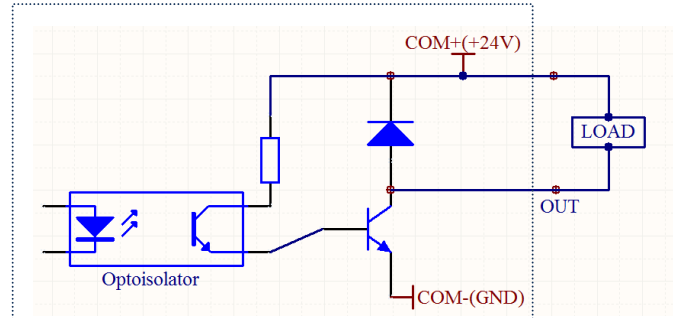 COM+(+24V)
LOAD
OUT
Optoisolator
COM-(GND)